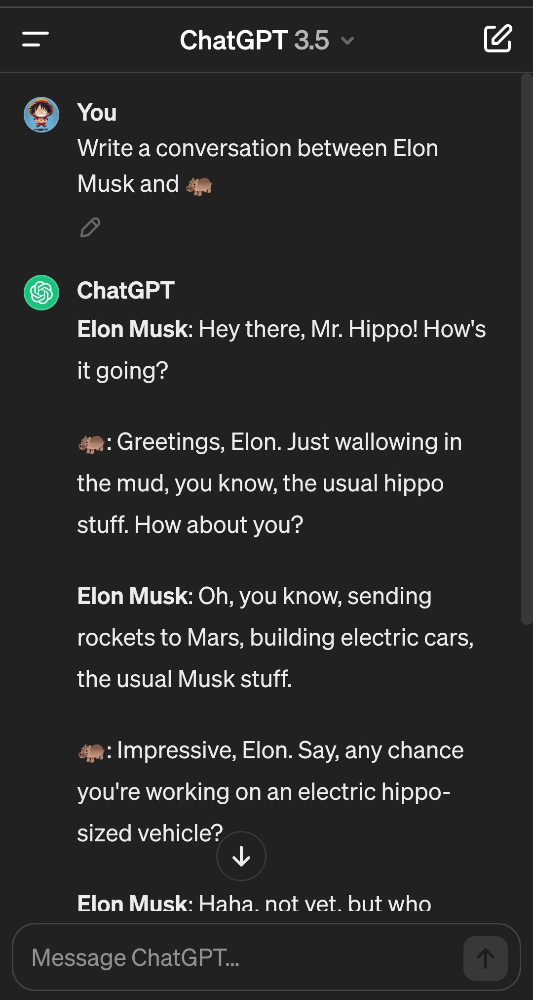 ChatGPT 3.5
You
Write a conversation between Elon
Musk and 🦛
ChatGPT
Elon Musk: Hey there, Mr. Hippo! How's
it going?
🦛: Greetings, Elon. Just wallowing in
the mud, you know, the usual hippo
stuff. How about you?
Elon Musk: Oh, you know, sending
rockets to Mars, building electric cars,
the usual Musk stuff.
🦛: Impressive, Elon. Say, any chance
you're working on an electric hippo-
sized vehicle?
Elon Musk: Haha, not yet, but who
Message ChatGPT...